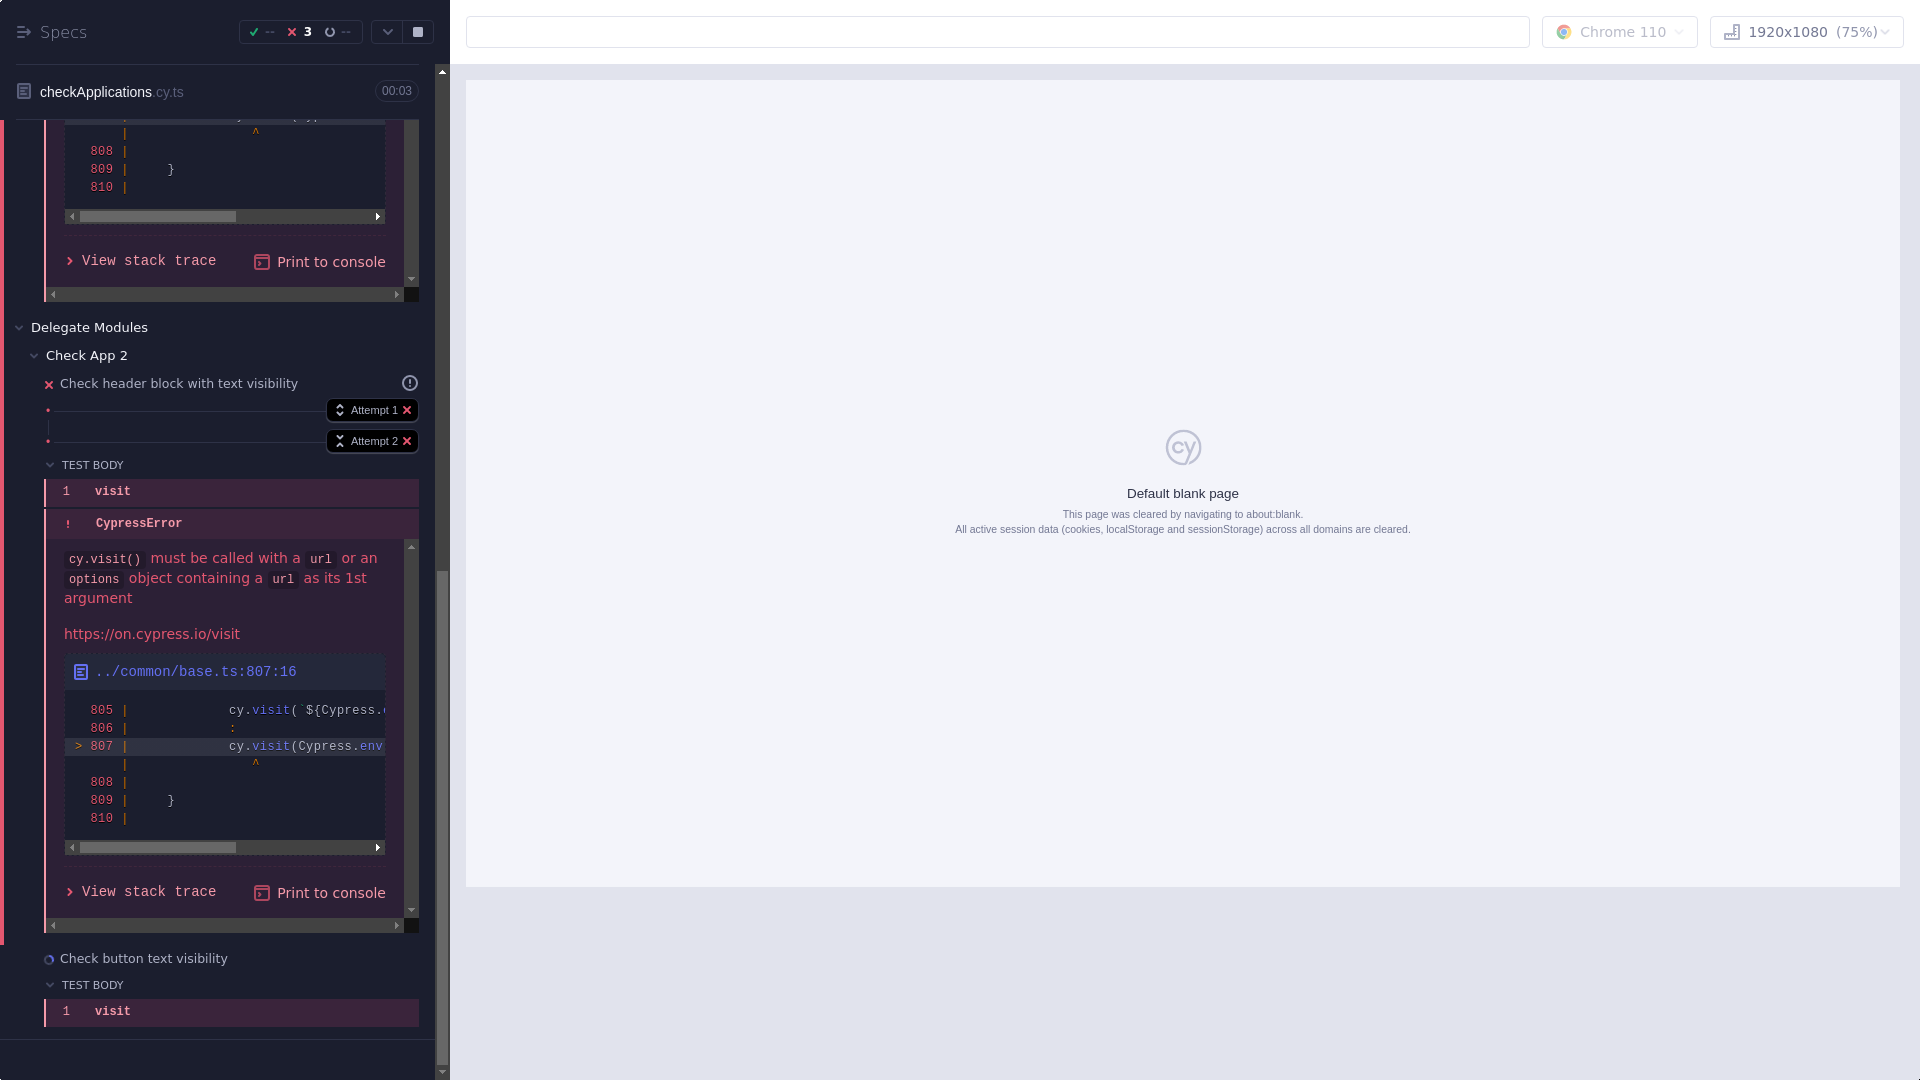 Specs
-- 3 --
checkApplications.cy.ts
00:03
| ^
808 |
809 | }
810 |
View stack trace
Print to console
Delegate Modules
Check App 2
Check header block with text visibility
Attempt 1
Attempt 2
TEST BODY
1 visit
! CypressError
cy.visit() must be called with a url or an
options object containing a url as its 1st
argument
https://on.cypress.io/visit
../common/base.ts:807:16
805 | cy.visit(`${Cypress.
806 | :
> 807 | cy.visit(Cypress.env
| ^
808 |
809 | }
810 |
View stack trace
Print to console
Check button text visibility
TEST BODY
1 visit
Chrome 110
1920x1080 (75%)
cy
Default blank page
This page was cleared by navigating to about:blank.
All active session data (cookies, localStorage and sessionStorage) across all domains are cleared.